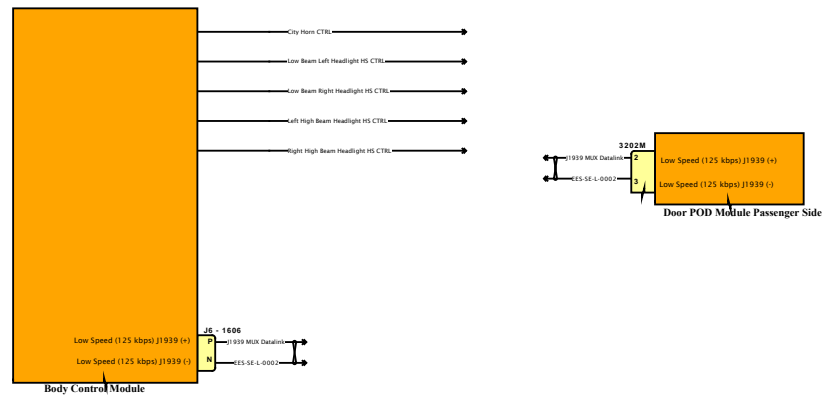 City Horn CTRL
Low Beam Left Headlight HS CTRL
Low Beam Right Headlight HS CTRL
Left High Beam Headlight HS CTRL
Right High Beam Headlight HS CTRL
3202M
J1939 MUX Datalink
2
Low Speed (125 kbps) J1939 (+)
EES-SE-L-0002
3
Low Speed (125 kbps) J1939 (-)
Door POD Module Passenger Side
J6 - 1606
Low Speed (125 kbps) J1939 (+)
P
J1939 MUX Datalink
Low Speed (125 kbps) J1939 (-)
N
EES-SE-L-0002
Body Control Module